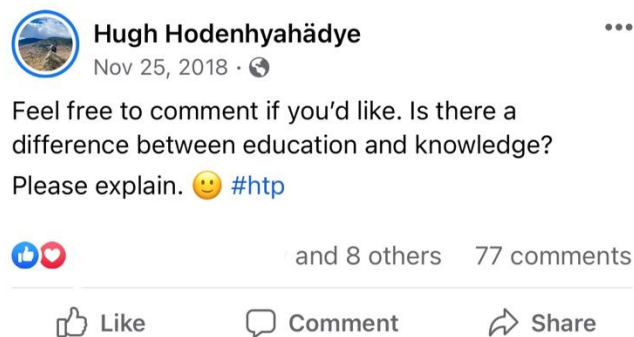 Hugh Hodenhyahädye
Nov 25, 2018 ·
Feel free to comment if you’d like. Is there a
difference between education and knowledge?
Please explain. 🙂 #htp
and 8 others 77 comments
Like Comment Share